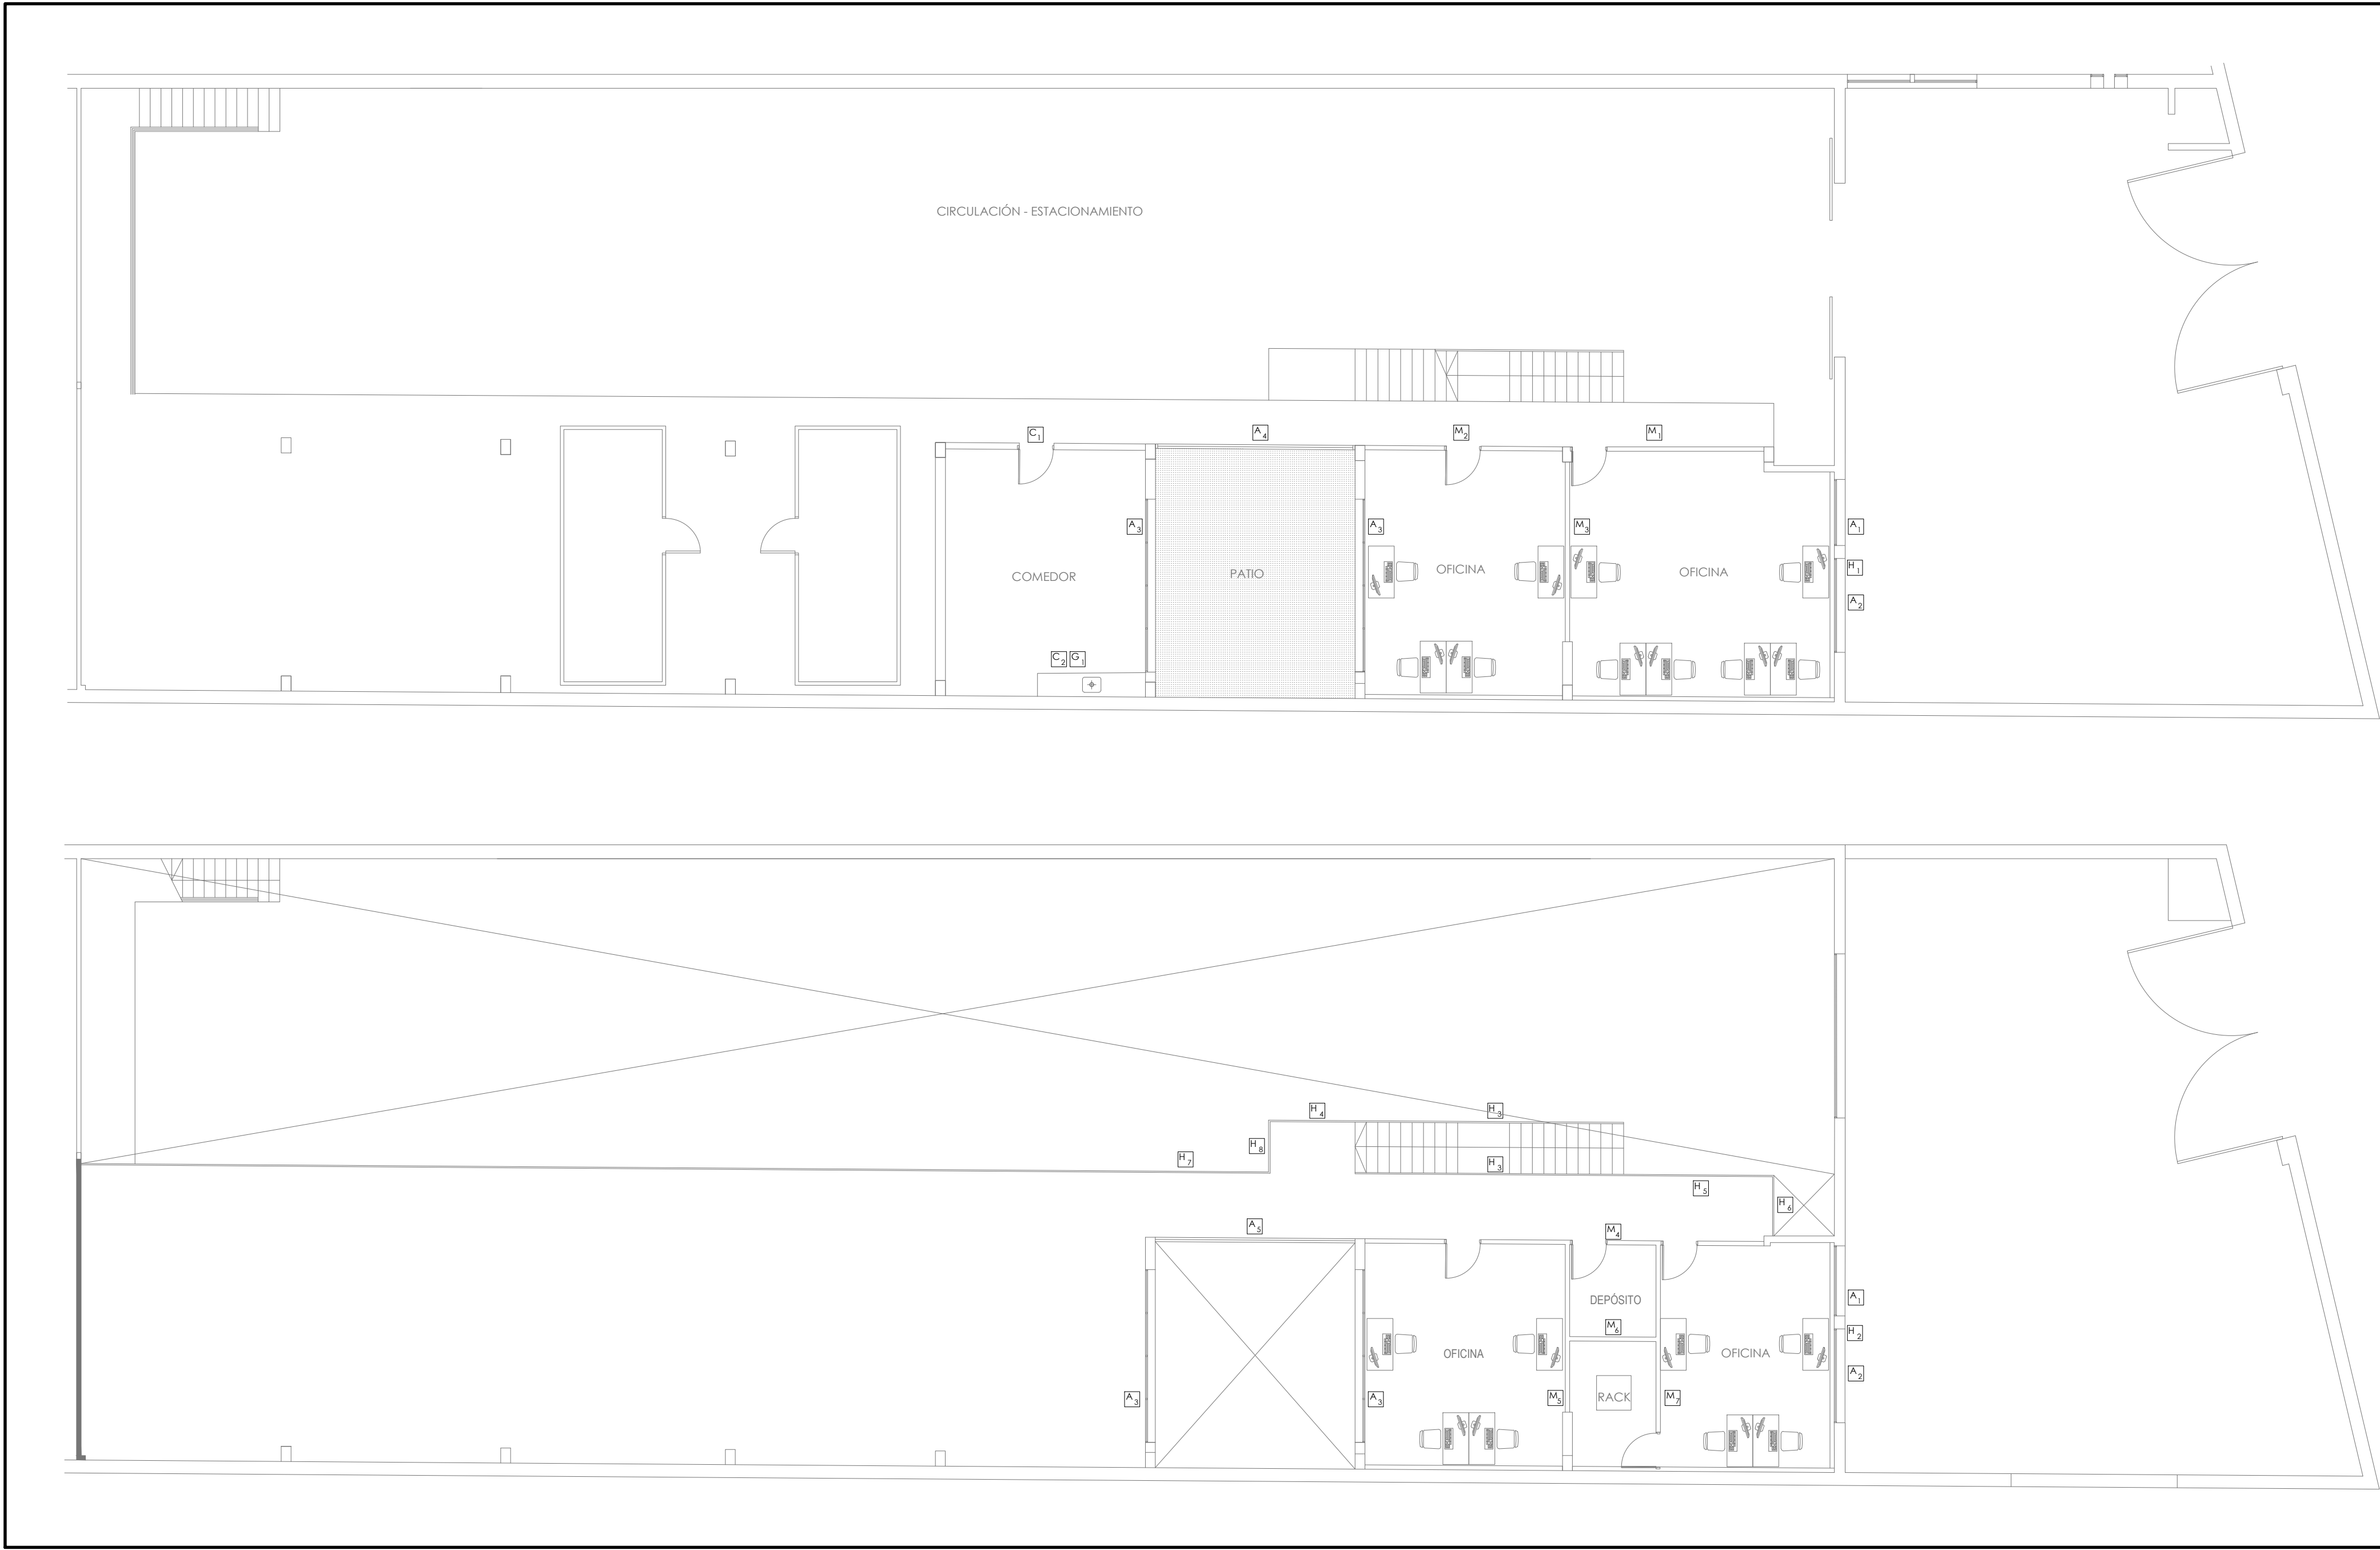 CIRCULACIÓN - ESTACIONAMIENTO
C1
A4
M2
M1
A3
A3
M3
A1
COMEDOR
PATIO
OFICINA
OFICINA
H1
A2
C2 G1
H4
H3
H8
H7
H3
H5
H6
A5
M4
DEPÓSITO
A1
M6
H2
OFICINA
OFICINA
A2
A3
A3
M5
RACK
M7